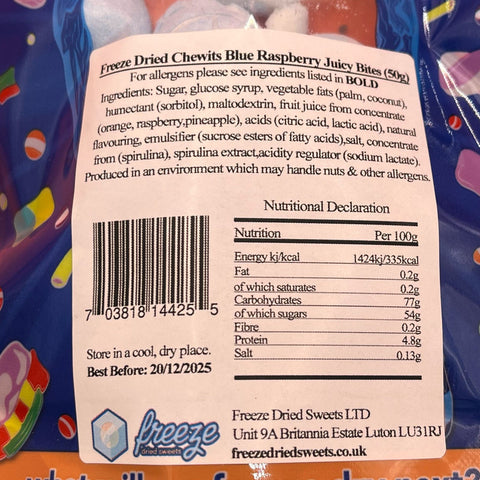 Freeze Dried Chewits Blue Raspberry Juicy Bites (50g)
For allergens please see ingredients listed in BOLD
Ingredients: Sugar, glucose syrup, vegetable fats (palm, coconut),
humectant (sorbitol), maltodextrin, fruit juice from concentrate
(orange, raspberry,pineapple), acids (citric acid, lactic acid), natural
flavouring, emulsifier (sucrose esters of fatty acids),salt, concentrate
from (spirulina), spirulina extract,acidity regulator (sodium lactate).
Produced in an environment which may handle nuts & other allergens.
Nutritional Declaration
Nutrition Per 100g
Energy kj/kcal 1424kj/335kcal
Fat 0.2g
of which saturates 0.2g
Carbohydrates 77g
of which sugars 54g
Fibre 0.2g
Protein 4.8g
Salt 0.13g
7 03818 14425 5
Store in a cool, dry place.
Best Before: 20/12/2025
freeze
dried sweets
Freeze Dried Sweets LTD
Unit 9A Britannia Estate Luton LU31RJ
freezedriedsweets.co.uk